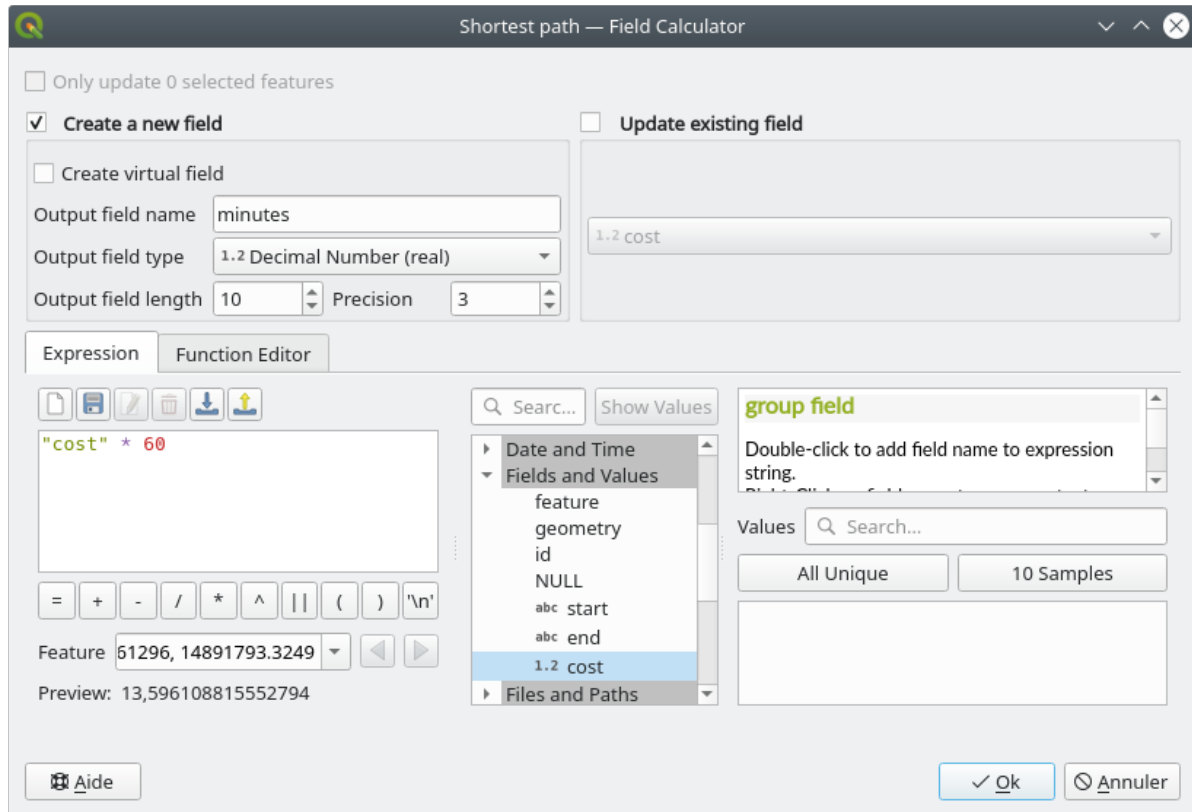 Shortest path — Field Calculator
Only update 0 selected features
Create a new field
Update existing field
Create virtual field
Output field name minutes
1.2 cost
Output field type 1.2 Decimal Number (real)
Output field length 10 Precision 3
Expression Function Editor
Searc... Show Values
group field
"cost" * 60
Date and Time
Fields and Values
feature
geometry
id
NULL
abc start
abc end
1.2 cost
Files and Paths
Double-click to add field name to expression
string.
Values Search...
All Unique 10 Samples
= + - / * ^ || ( ) '\n'
Feature 61296, 14891793.3249
Preview: 13,596108815552794
Aide
Ok Annuler